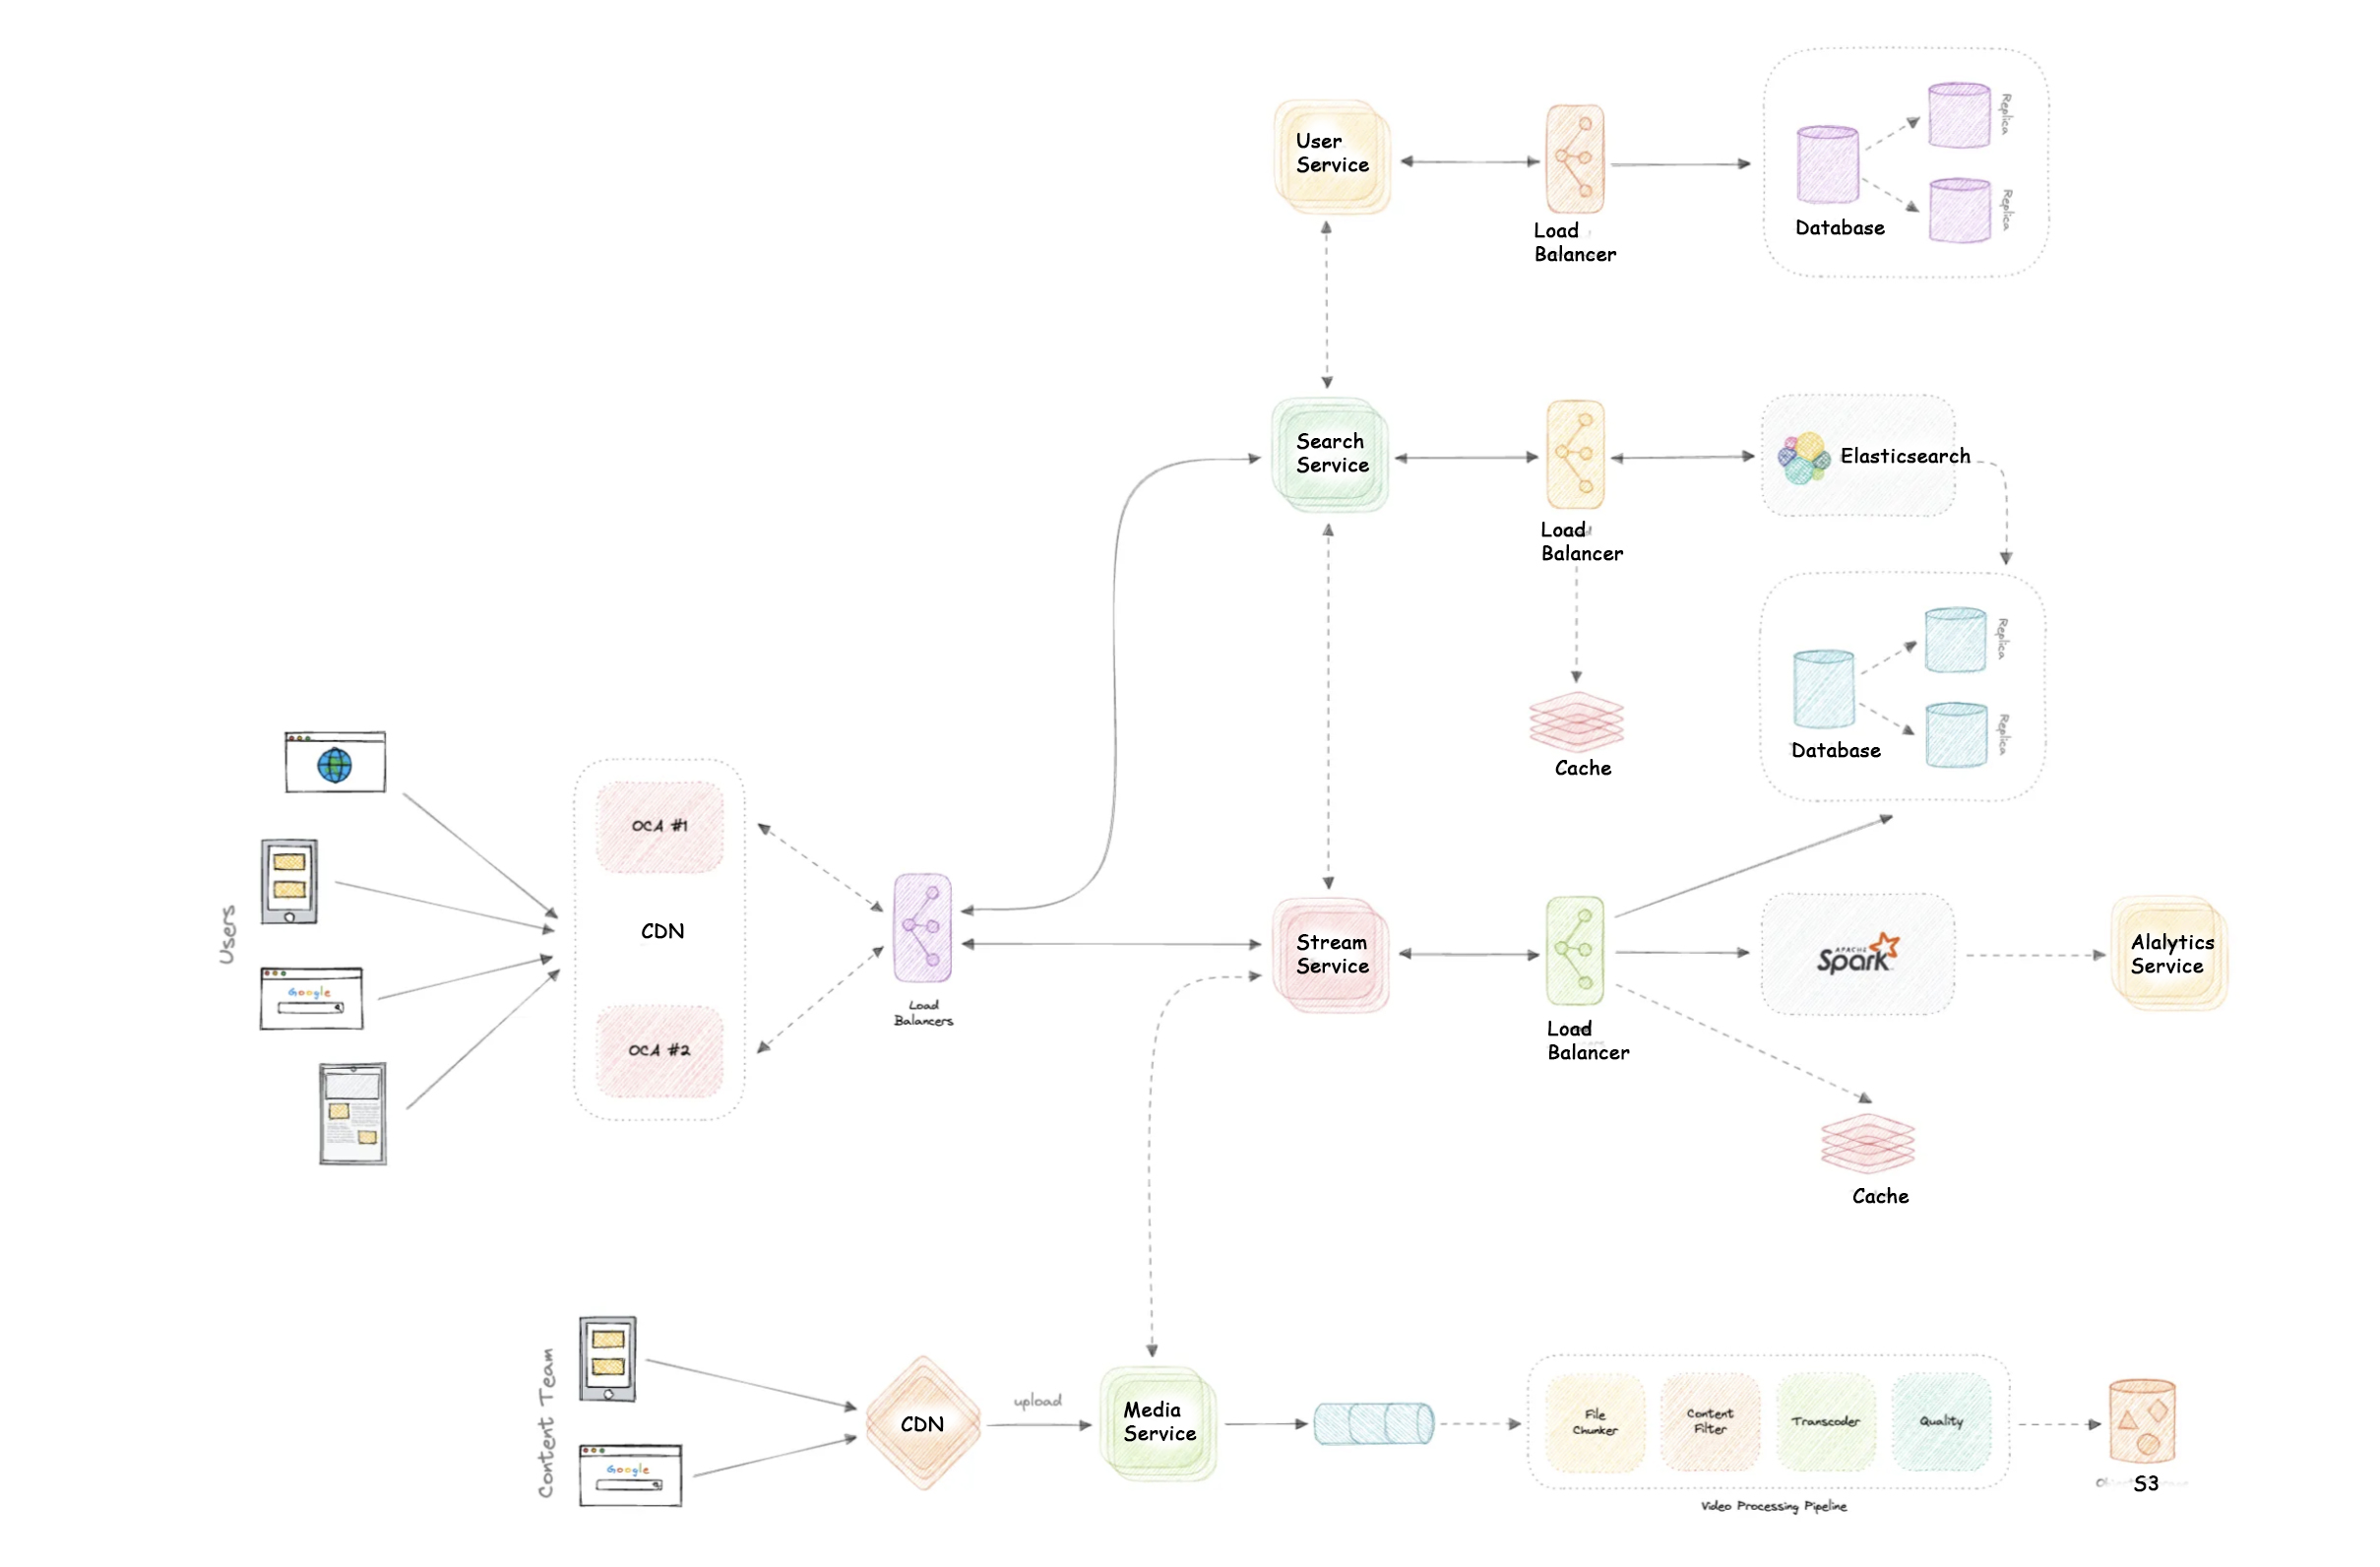 User
Service
Load
Balancer
Database
Replica
Replica
Search
Service
Load
Balancer
Elasticsearch
Cache
Database
Replica
Replica
Users
OCA #1
CDN
OCA #2
Load
Balancers
Stream
Service
Load
Balancer
APACHE
Spark
Alalytics
Service
Cache
Google
Content Team
Google
CDN
upload
Media
Service
File
Chunker
Content
Filter
Transcoder
Quality
Video Processing Pipeline
S3